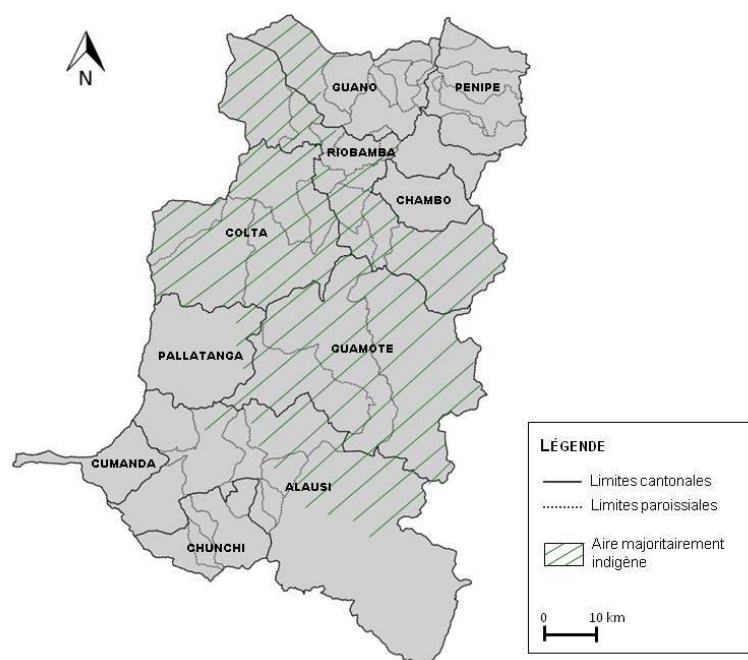 N
GUANO
PENIPE
RIOBAMBA
CHAMBO
COLTA
GUAMOTE
PALLATANGA
CUMANDA
ALAUSI
CHUNCHI
LÉGENDE
Limites cantonales
Limites paroissiales
Aire majoritairement
indigène
0 10 km